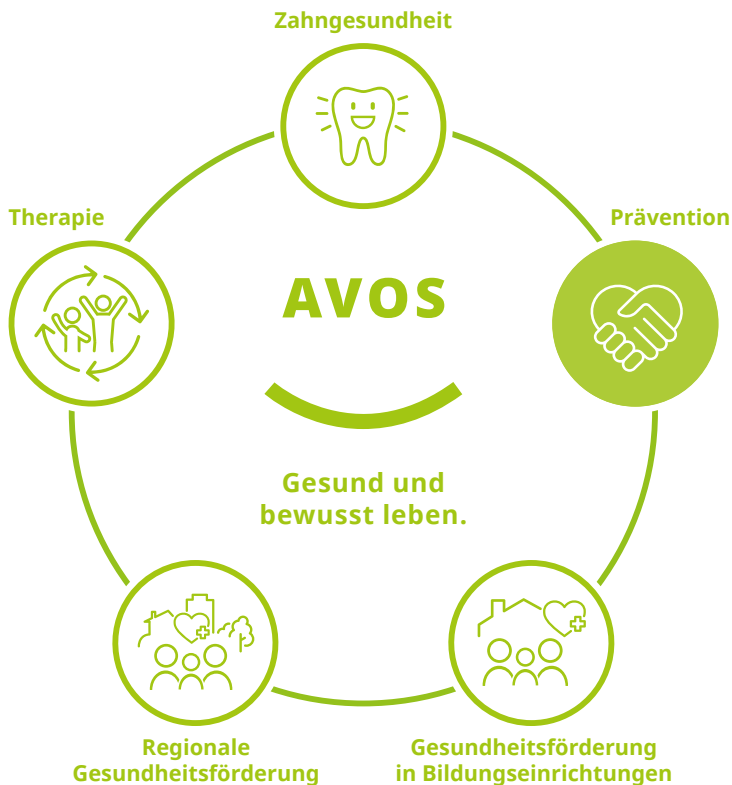 Zahngesundheit
Therapie
Prävention
AVOS
Gesund und
bewusst leben.
Regionale
Gesundheitsförderung
Gesundheitsförderung
in Bildungseinrichtungen